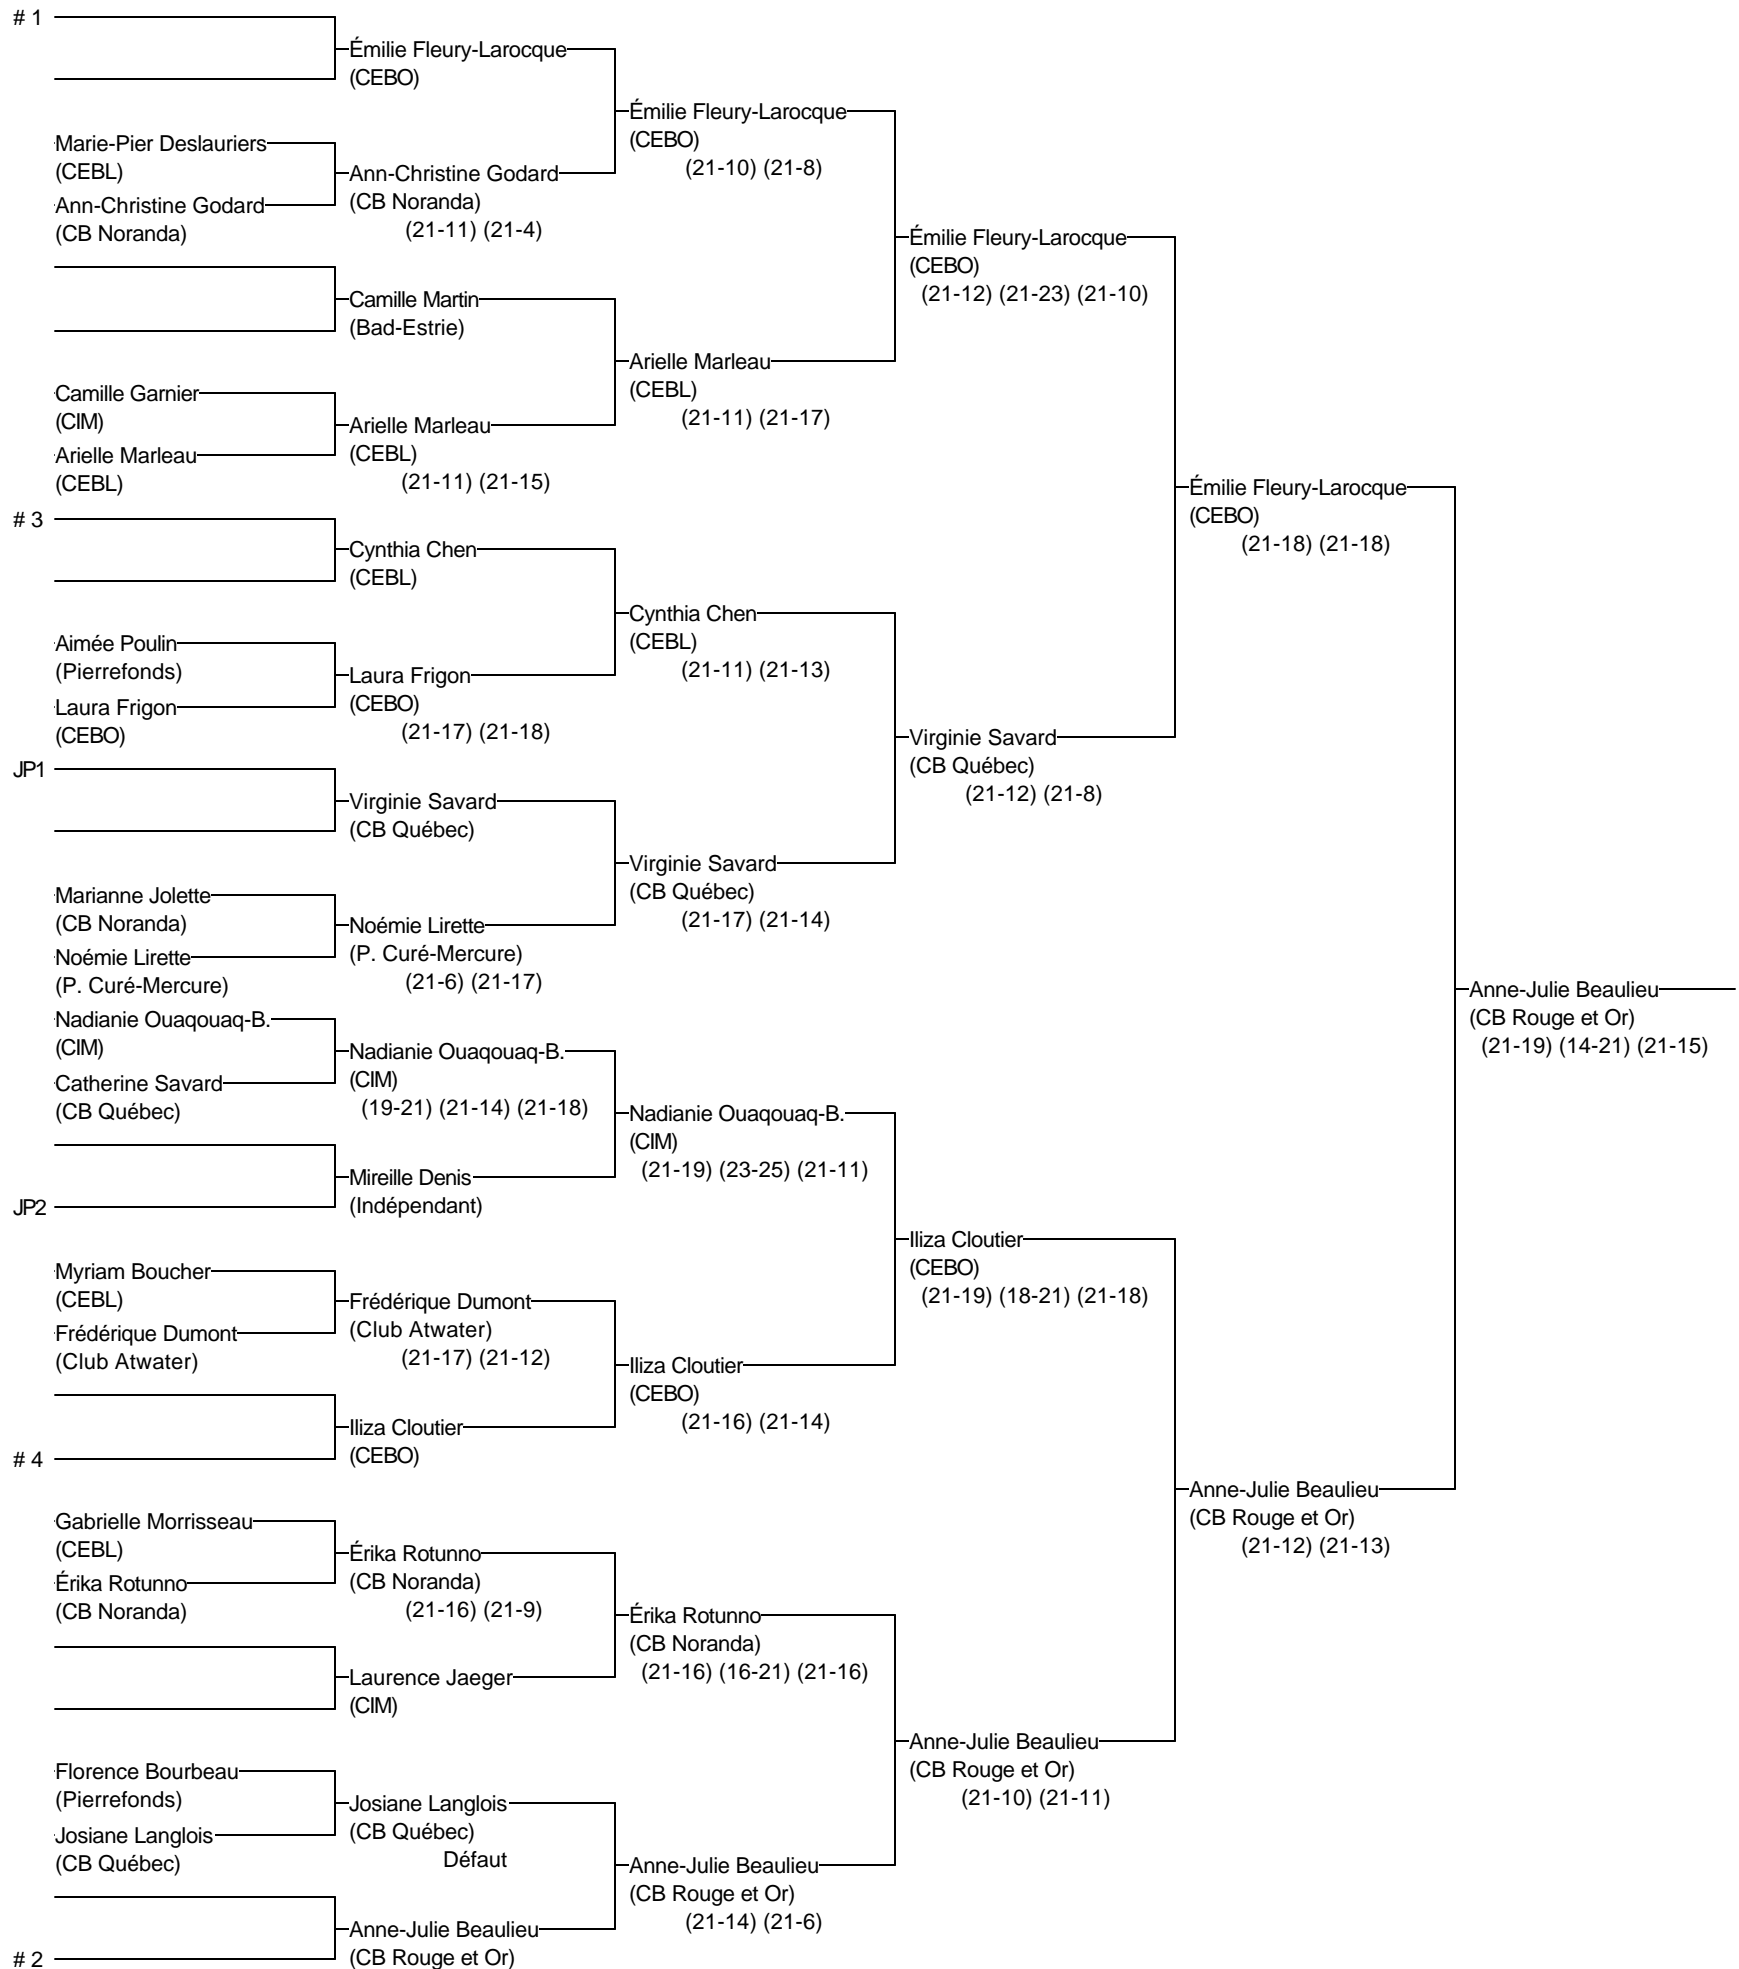 # 1
Émilie Fleury-Larocque
(CEBO)
Émilie Fleury-Larocque
(CEBO)
(21-10) (21-8)
Marie-Pier Deslauriers
(CEBL)
Ann-Christine Godard
(CB Noranda)
(21-11) (21-4)
Ann-Christine Godard
(CB Noranda)
Émilie Fleury-Larocque
(CEBO)
(21-12) (21-23) (21-10)
Camille Martin
(Bad-Estrie)
Arielle Marleau
(CEBL)
(21-11) (21-17)
Camille Garnier
(CIM)
Arielle Marleau
(CEBL)
(21-11) (21-15)
Arielle Marleau
(CEBL)
Émilie Fleury-Larocque
(CEBO)
(21-18) (21-18)
# 3
Cynthia Chen
(CEBL)
Cynthia Chen
(CEBL)
(21-11) (21-13)
Aimée Poulin
(Pierrefonds)
Laura Frigon
(CEBO)
(21-17) (21-18)
Laura Frigon
(CEBO)
Virginie Savard
(CB Québec)
(21-12) (21-8)
JP1
Virginie Savard
(CB Québec)
Virginie Savard
(CB Québec)
(21-17) (21-14)
Marianne Jolette
(CB Noranda)
Noémie Lirette
(P. Curé-Mercure)
(21-6) (21-17)
Noémie Lirette
(P. Curé-Mercure)
Anne-Julie Beaulieu
(CB Rouge et Or)
(21-19) (14-21) (21-15)
Nadianie Ouaqouaq-B.
(CIM)
Nadianie Ouaqouaq-B.
(CIM)
(19-21) (21-14) (21-18)
Catherine Savard
(CB Québec)
Nadianie Ouaqouaq-B.
(CIM)
(21-19) (23-25) (21-11)
Mireille Denis
(Indépendant)
JP2
Iliza Cloutier
(CEBO)
(21-19) (18-21) (21-18)
Myriam Boucher
(CEBL)
Frédérique Dumont
(Club Atwater)
(21-17) (21-12)
Frédérique Dumont
(Club Atwater)
Iliza Cloutier
(CEBO)
(21-16) (21-14)
Iliza Cloutier
(CEBO)
# 4
Anne-Julie Beaulieu
(CB Rouge et Or)
(21-12) (21-13)
Gabrielle Morrisseau
(CEBL)
Érika Rotunno
(CB Noranda)
(21-16) (21-9)
Érika Rotunno
(CB Noranda)
Érika Rotunno
(CB Noranda)
(21-16) (16-21) (21-16)
Laurence Jaeger
(CIM)
Anne-Julie Beaulieu
(CB Rouge et Or)
(21-10) (21-11)
Florence Bourbeau
(Pierrefonds)
Josiane Langlois
(CB Québec)
Défaut
Josiane Langlois
(CB Québec)
Anne-Julie Beaulieu
(CB Rouge et Or)
(21-14) (21-6)
Anne-Julie Beaulieu
(CB Rouge et Or)
# 2